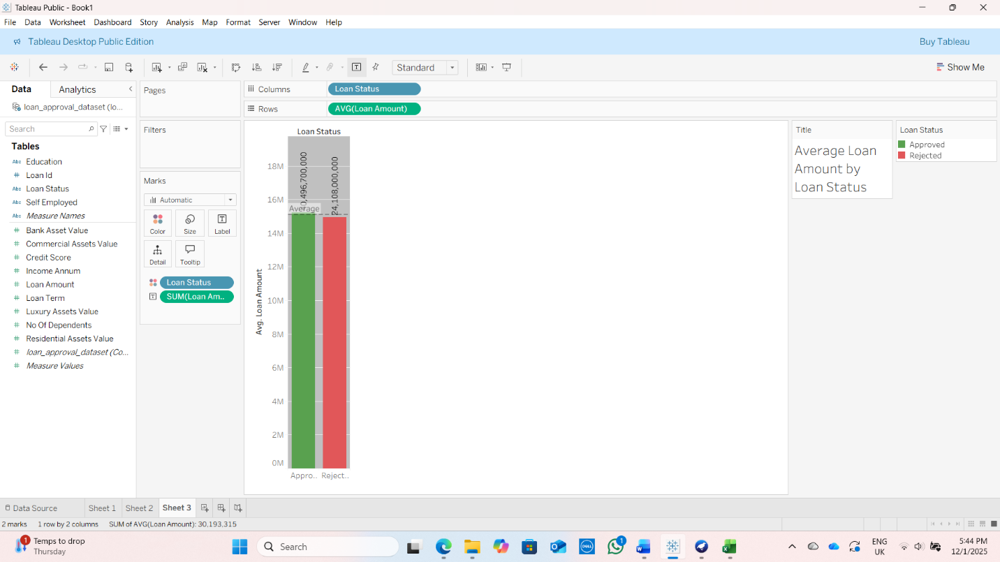 Tableau Public - Book1
File Data Worksheet Dashboard Story Analysis Map Format Server Window Help
Tableau Desktop Public Edition
Buy Tableau
Standard
Show Me
Data
Analytics
loan_approval_dataset (lo...
Search
Tables
Abc Education
# Loan Id
Abc Loan Status
Abc Self Employed
Abc Measure Names
# Bank Asset Value
# Commercial Assets Value
# Credit Score
# Income Annum
# Loan Amount
# Loan Term
# Luxury Assets Value
# No Of Dependents
# Residential Assets Value
# loan_approval_dataset (Co...
# Measure Values
Pages
Filters
Marks
Automatic
Color
Size
Label
Detail
Tooltip
Loan Status
SUM(Loan Am..
Columns
Loan Status
Rows
AVG(Loan Amount)
Loan Status
18M
16M
14M
12M
10M
8M
6M
4M
2M
0M
Avg. Loan Amount
,496,700,000
24,108,000,000
Average
Appro..
Reject..
Title
Average Loan
Amount by
Loan Status
Loan Status
Approved
Rejected
Data Source
Sheet 1
Sheet 2
Sheet 3
2 marks
1 row by 2 columns
SUM of AVG(Loan Amount): 30,193,315
1
Temps to drop
Thursday
Search
DELL
1
ENG
UK
5:44 PM
12/1/2025